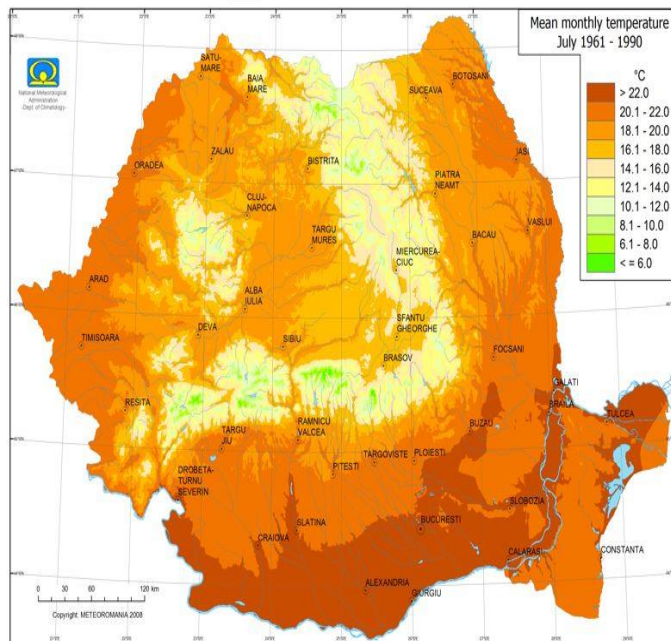 Mean monthly temperature
July 1961 - 1990
°C
> 22.0
20.1 - 22.0
18.1 - 20.0
16.1 - 18.0
14.1 - 16.0
12.1 - 14.0
10.1 - 12.0
8.1 - 10.0
6.1 - 8.0
< = 6.0
National Meteorological
Administration
-Dept. of Climatology-
SATU-
MARE
BAIA
MARE
SUCEAVA
BOTOSANI
ORADEA
ZALAU
BISTRITA
PIATRA
NEAMT
IASI
CLUJ-
NAPOCA
TARGU
MURES
BACAU
VASLUI
MIERCUREA-
CIUC
ARAD
ALBA
IULIA
TIMISOARA
DEVA
SIBIU
SFANTU
GHEORGHE
BRASOV
FOCSANI
GALATI
BRAILA
TULCEA
RESITA
TARGU
JIU
RAMNICU
VALCEA
BUZAU
PITESTI
TARGOVISTE
PLOIESTI
DROBETA-
TURNU
SEVERIN
SLATINA
BUCURESTI
SLOBOZIA
CRAIOVA
CALARASI
CONSTANTA
ALEXANDRIA
GIURGIU
0 30 60 120 km
Copyright: METEOROMANIA 2008